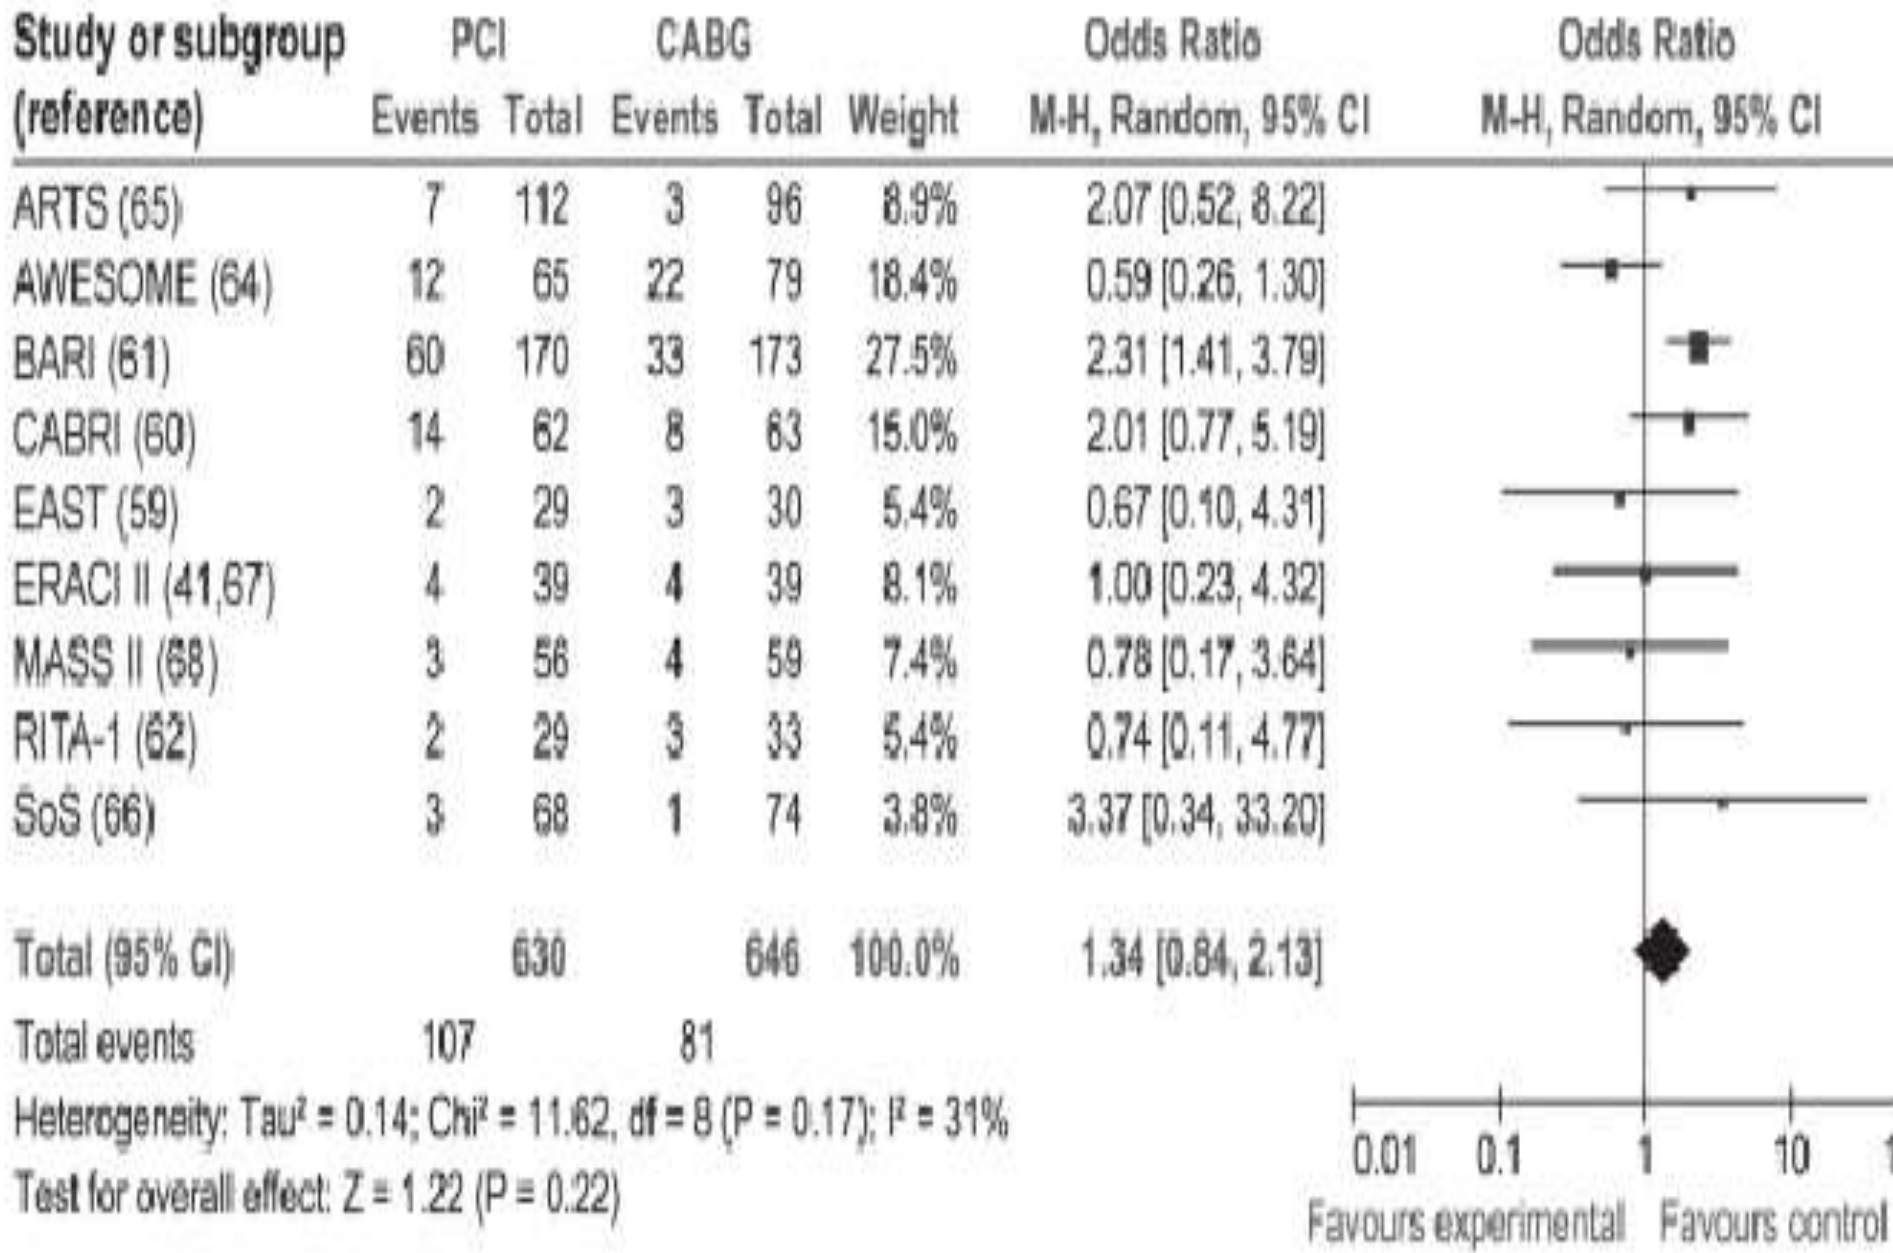 Study or subgroup PCI CABG Odds Ratio Odds Ratio
(reference) Events Total Events Total Weight M-H, Random, 95% CI M-H, Random, 95% CI
ARTS (65) 7 112 3 96 8.9% 2.07 [0.52, 8.22]
AWESOME (64) 12 65 22 79 18.4% 0.59 [0.26, 1.30]
BARI (61) 60 170 33 173 27.5% 2.31 [1.41, 3.79]
CABRI (60) 14 62 8 63 15.0% 2.01 [0.77, 5.19]
EAST (59) 2 29 3 30 5.4% 0.67 [0.10, 4.31]
ERACI II (41,67) 4 39 4 39 8.1% 1.00 [0.23, 4.32]
MASS II (68) 3 56 4 59 7.4% 0.78 [0.17, 3.64]
RITA-1 (62) 2 29 3 33 5.4% 0.74 [0.11, 4.77]
SoS (66) 3 68 1 74 3.8% 3.37 [0.34, 33.20]
Total (95% CI) 630 646 100.0% 1.34 [0.84, 2.13]
Total events 107 81
Heterogeneity: Tau² = 0.14; Chi² = 11.62, df = 8 (P = 0.17); I² = 31%
Test for overall effect: Z = 1.22 (P = 0.22)
0.01 0.1 1 10
Favours experimental Favours control